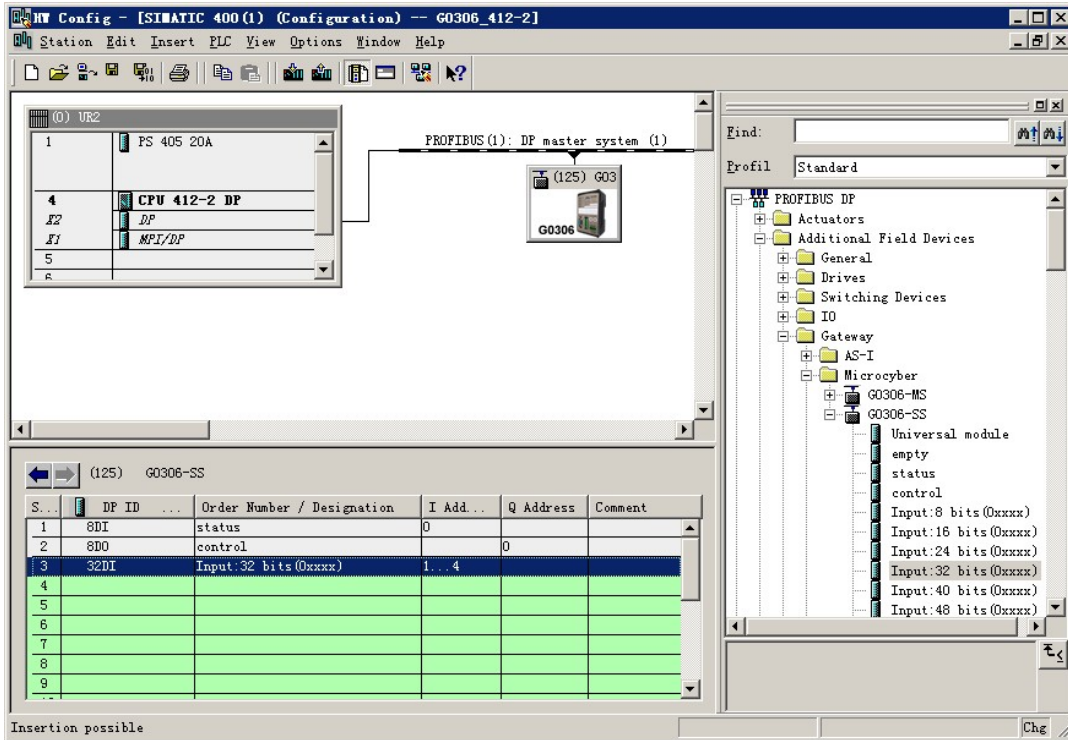 HW Config - [SIMATIC 400(1) (Configuration) -- G0306_412-2]
Station Edit Insert PLC View Options Window Help
(0) UR2
1 PS 405 20A
4 CPU 412-2 DP
X2 DP
X1 MPI/DP
5
6
PROFIBUS(1): DP master system (1)
(125) G03
G0306
Find:
Profil Standard
PROFIBUS DP
Actuators
Additional Field Devices
General
Drives
Switching Devices
IO
Gateway
AS-I
Microcyber
G0306-MS
G0306-SS
Universal module
empty
status
control
Input:8 bits(0xxxx)
Input:16 bits(0xxxx)
Input:24 bits(0xxxx)
Input:32 bits(0xxxx)
Input:40 bits(0xxxx)
Input:48 bits(0xxxx)
(125) G0306-SS
S... DP ID ... Order Number / Designation I Add... Q Address Comment
1 8DI status 0
2 8DO control 0
3 32DI Input:32 bits(0xxxx) 1...4
4
5
6
7
8
9
Insertion possible
Chg